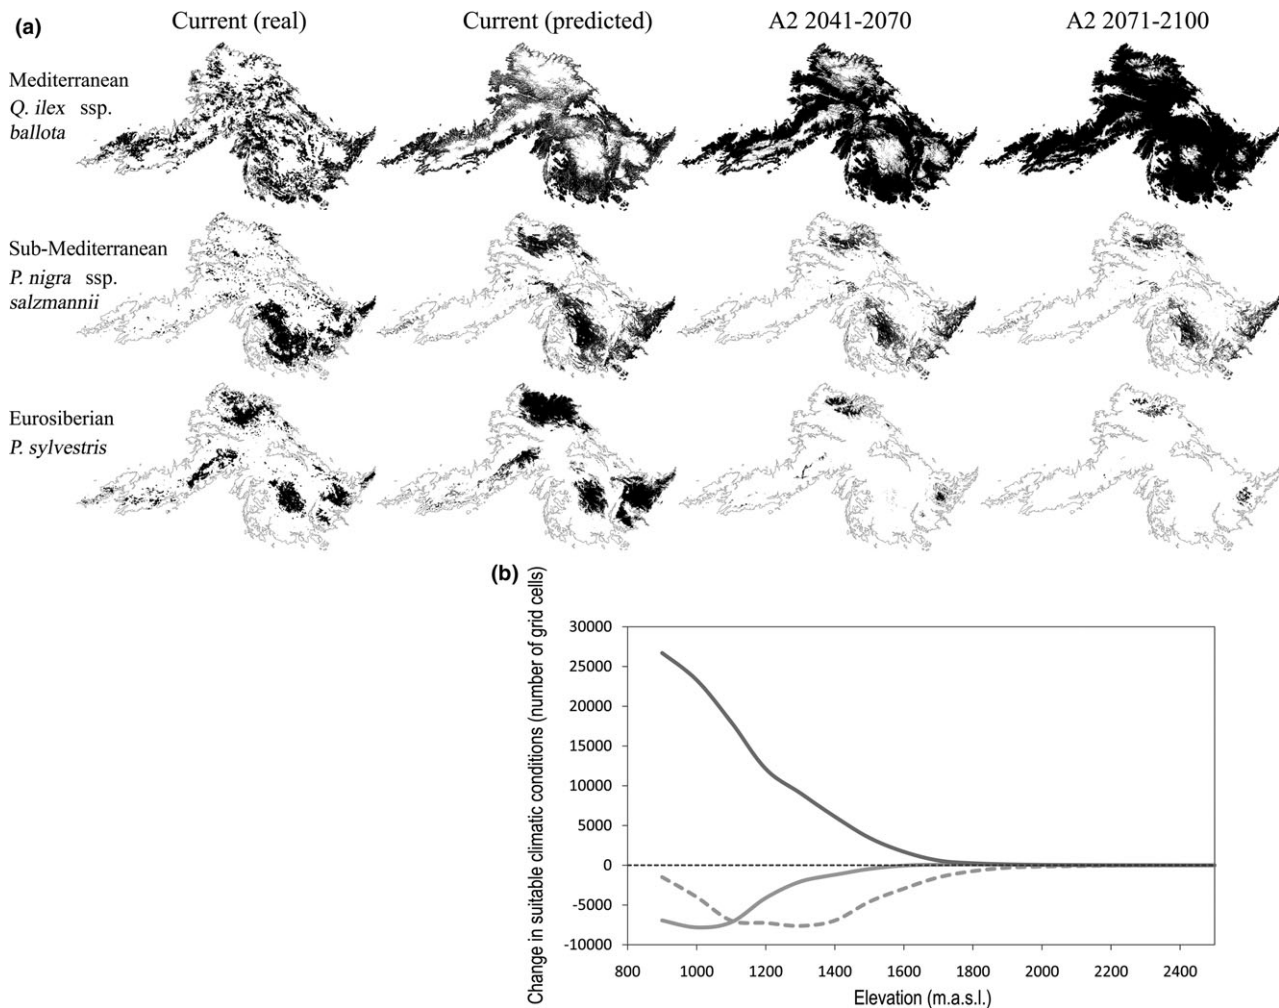 (a)
Current (real)
Current (predicted)
A2 2041-2070
A2 2071-2100
Mediterranean
Q. ilex ssp.
ballota
Sub-Mediterranean
P. nigra ssp.
salzmannii
Eurosiberian
P. sylvestris
(b)
Change in suitable climatic conditions (number of grid cells)
30000
25000
20000
15000
10000
5000
0
-5000
-10000
800 1000 1200 1400 1600 1800 2000 2200 2400
Elevation (m.a.s.l.)